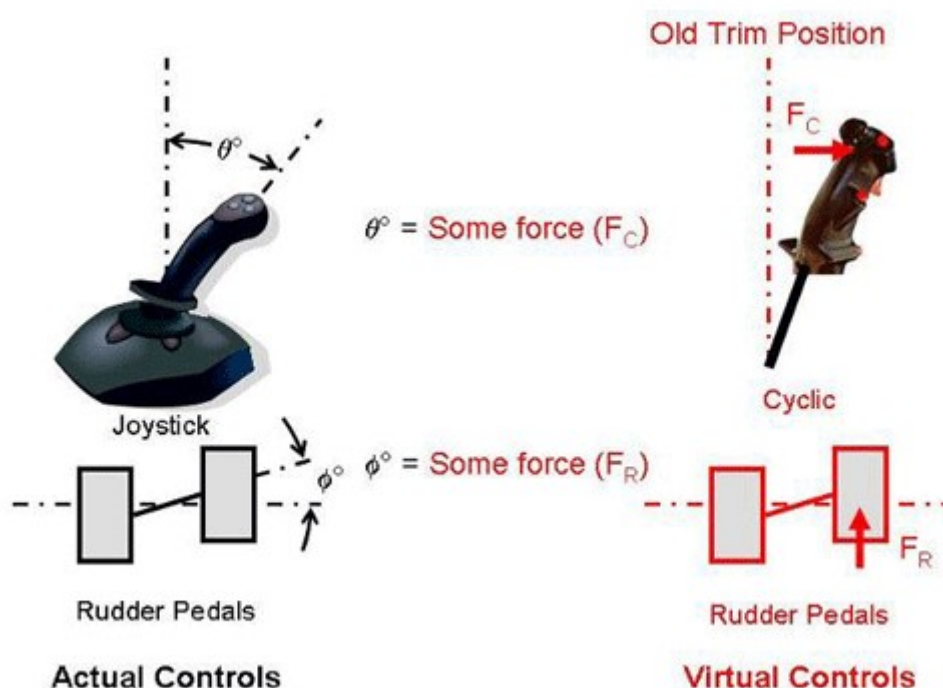 Old Trim Position
F_C
θ°
θ° = Some force (F_C)
Joystick
Cyclic
φ° φ° = Some force (F_R)
F_R
Rudder Pedals
Rudder Pedals
Actual Controls
Virtual Controls